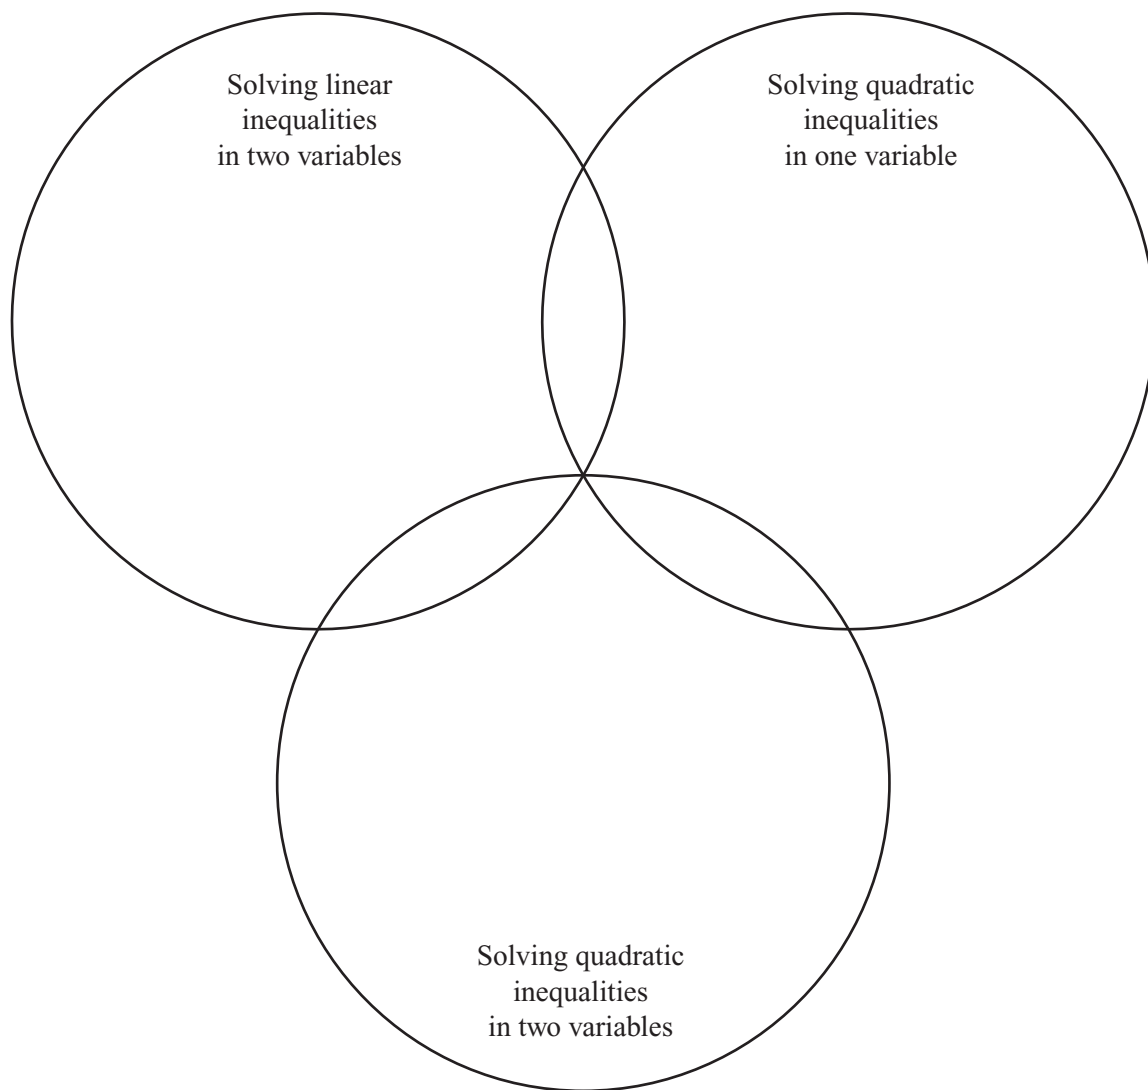 Solving linear
inequalities
in two variables
Solving quadratic
inequalities
in one variable
Solving quadratic
inequalities
in two variables